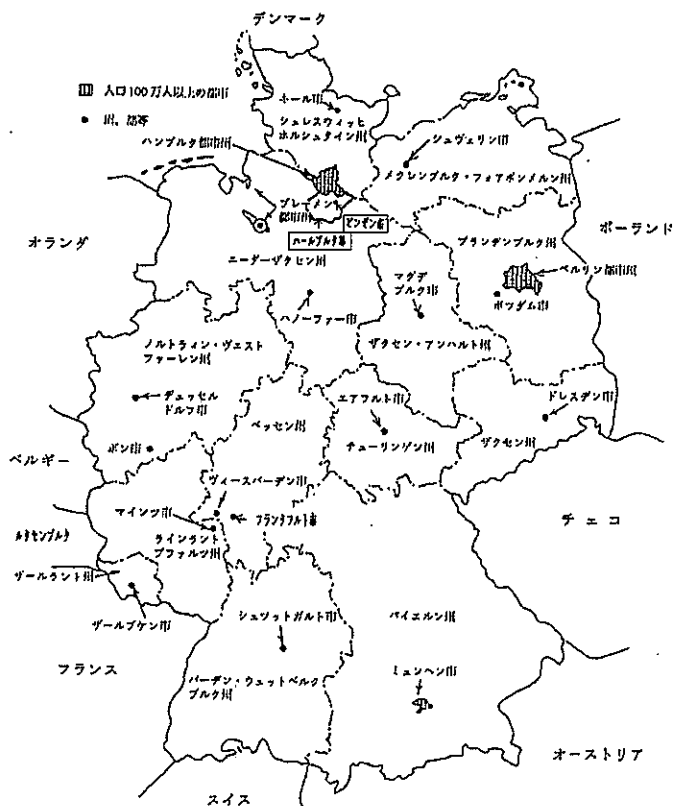 デンマーク
人口100万人以上の都市
ホール市
シュレスウィッヒ
ホルシュタイン州
シュヴェリン市
ハンブルク都市州
メクレンブルク・フォアポンメルン州
ブレーメン
都市州
オランダ
ハールブルク郡
ブランデンブルク州
ポーランド
ニーダーザクセン州
マグデ
ブルク市
ベルリン都市州
ハノーファー市
ポツダム市
ノルトライン・ヴェスト
ファーレン州
ザクセン・アンハルト州
デュッセル
ドルフ市
エアフルト市
ドレスデン市
ヘッセン州
ボン市
チューリンゲン州
ザクセン州
ベルギー
ヴィースバーデン市
マインツ市
フランクフルト市
チェコ
ルクセンブルク
ラインラント
プファルツ州
ザールラント州
ザールブケン市
シュツットガルト市
バイエルン州
フランス
バーデン・ウェットベルク
ブルク州
ミュンヘン市
オーストリア
スイス